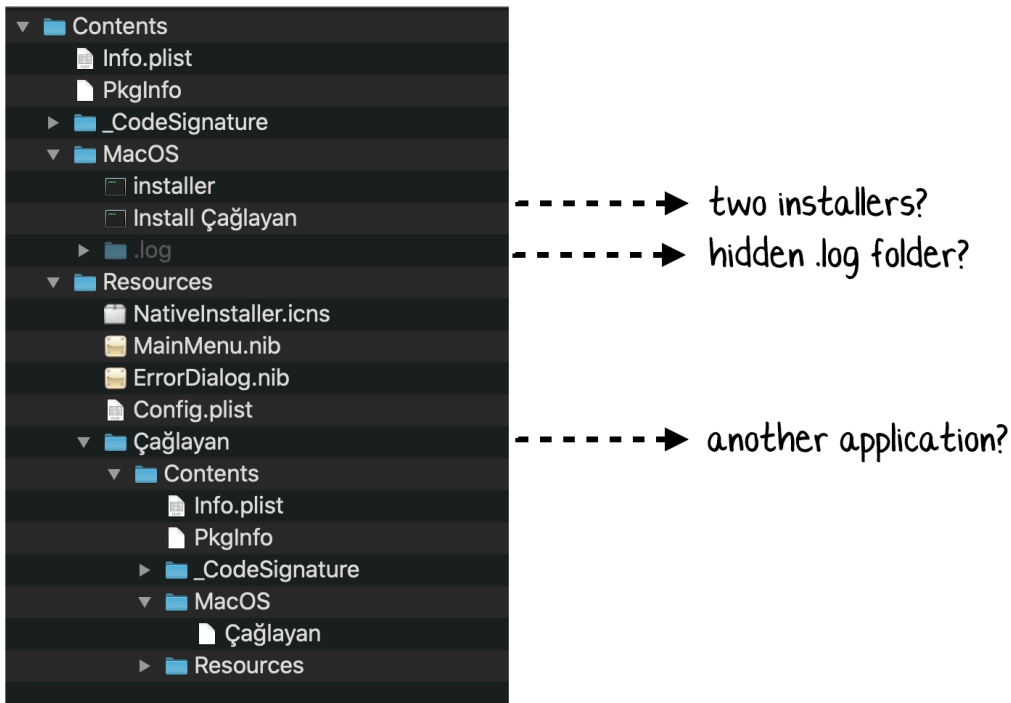 Contents
Info.plist
PkgInfo
_CodeSignature
MacOS
installer
two installers?
Install Çağlayan
.log
hidden .log folder?
Resources
NativeInstaller.icns
MainMenu.nib
ErrorDialog.nib
Config.plist
Çağlayan
another application?
Contents
Info.plist
PkgInfo
_CodeSignature
MacOS
Çağlayan
Resources